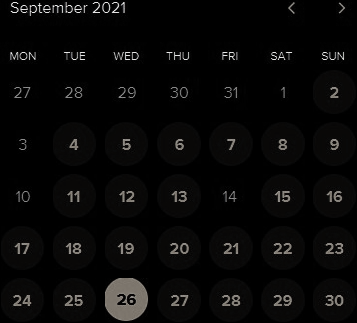 September 2021
MON TUE WED THU FRI SAT SUN
27 28 29 30 31 1 2
3 4 5 6 7 8 9
10 11 12 13 14 15 16
17 18 19 20 21 22 23
24 25 26 27 28 29 30